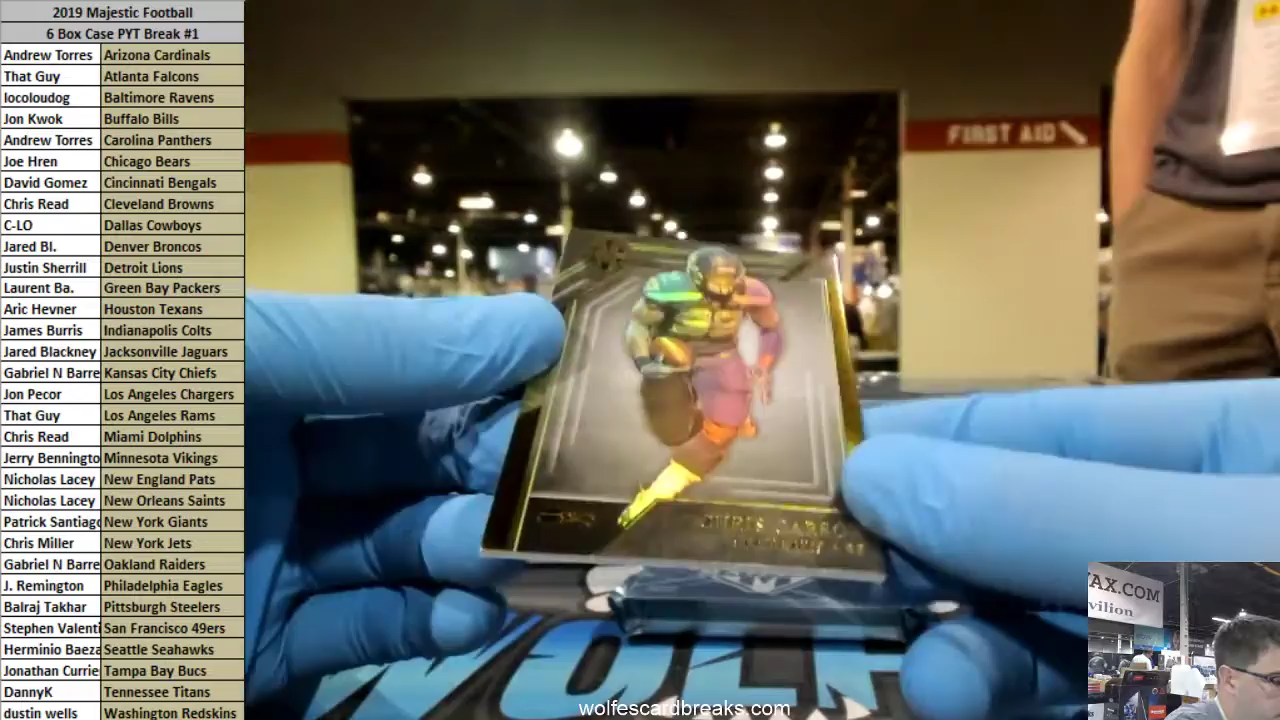 2019 Majestic Football
6 Box Case PYT Break #1
Andrew Torres Arizona Cardinals
That Guy Atlanta Falcons
locoloudog Baltimore Ravens
Jon Kwok Buffalo Bills
Andrew Torres Carolina Panthers
Joe Hren Chicago Bears
David Gomez Cincinnati Bengals
Chris Read Cleveland Browns
C-LO Dallas Cowboys
Jared Bl. Denver Broncos
Justin Sherrill Detroit Lions
Laurent Ba. Green Bay Packers
Aric Hevner Houston Texans
James Burris Indianapolis Colts
Jared Blackney Jacksonville Jaguars
Gabriel N Barre Kansas City Chiefs
Jon Pecor Los Angeles Chargers
That Guy Los Angeles Rams
Chris Read Miami Dolphins
Jerry Benningto Minnesota Vikings
Nicholas Lacey New England Pats
Nicholas Lacey New Orleans Saints
Patrick Santiago New York Giants
Chris Miller New York Jets
Gabriel N Barre Oakland Raiders
J. Remington Philadelphia Eagles
Balraj Takhar Pittsburgh Steelers
Stephen Valenti San Francisco 49ers
Herminio Baeza Seattle Seahawks
Jonathan Currie Tampa Bay Bucs
DannyK Tennessee Titans
dustin wells Washington Redskins
FIRST AID
CHRIS CARSO
WOLF
wolfescardbreaks.com
AX.COM
vilion